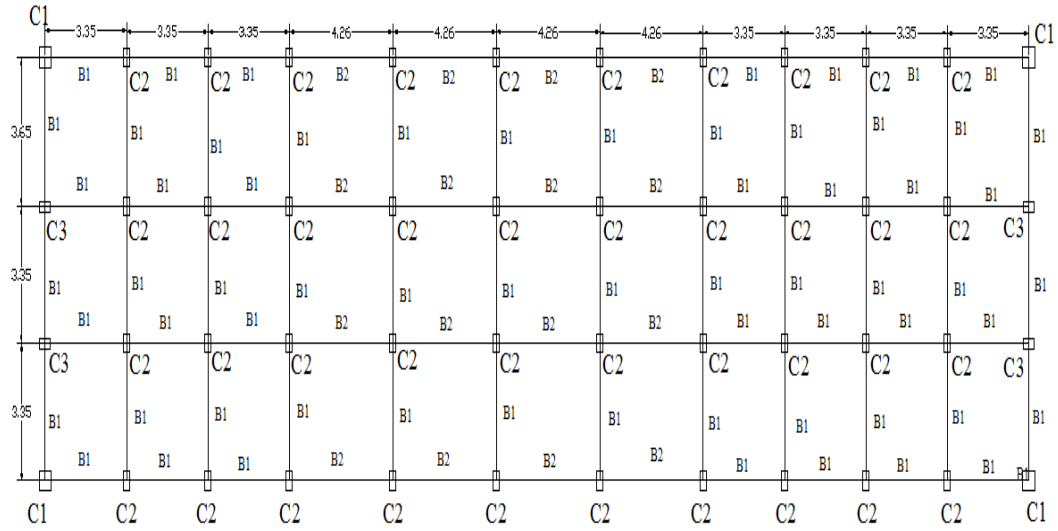 C1
3.35 3.35 3.35 4.26 4.26 4.26 4.26 3.35 3.35 3.35 3.35
C1
B1 B1 B1 B2 B2 B2 B2 B1 B1 B1 B1
C2 C2 C2 C2 C2 C2 C2 C2 C2 C2
3.65 B1 B1 B1 B1 B1 B1 B1 B1 B1 B1 B1 B1
B1 B1 B1 B2 B2 B2 B2 B1 B1 B1 B1
C3 C2 C2 C2 C2 C2 C2 C2 C2 C2 C2 C3
3.35 B1 B1 B1 B1 B1 B1 B1 B1 B1 B1 B1 B1
B1 B1 B1 B2 B2 B2 B2 B1 B1 B1 B1
C3 C2 C2 C2 C2 C2 C2 C2 C2 C2 C2 C3
3.35 B1 B1 B1 B1 B1 B1 B1 B1 B1 B1 B1 B1
B1 B1 B1 B2 B2 B2 B2 B1 B1 B1 B1 B1
C1 C2 C2 C2 C2 C2 C2 C2 C2 C2 C2 C1